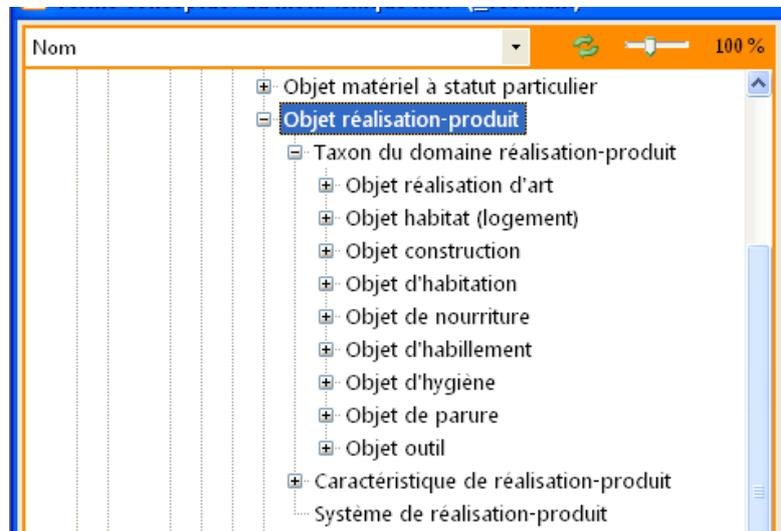 Nom
100 %
Objet matériel à statut particulier
Objet réalisation-produit
Taxon du domaine réalisation-produit
Objet réalisation d'art
Objet habitat (logement)
Objet construction
Objet d'habitation
Objet de nourriture
Objet d'habillement
Objet d'hygiène
Objet de parure
Objet outil
Caractéristique de réalisation-produit
Système de réalisation-produit